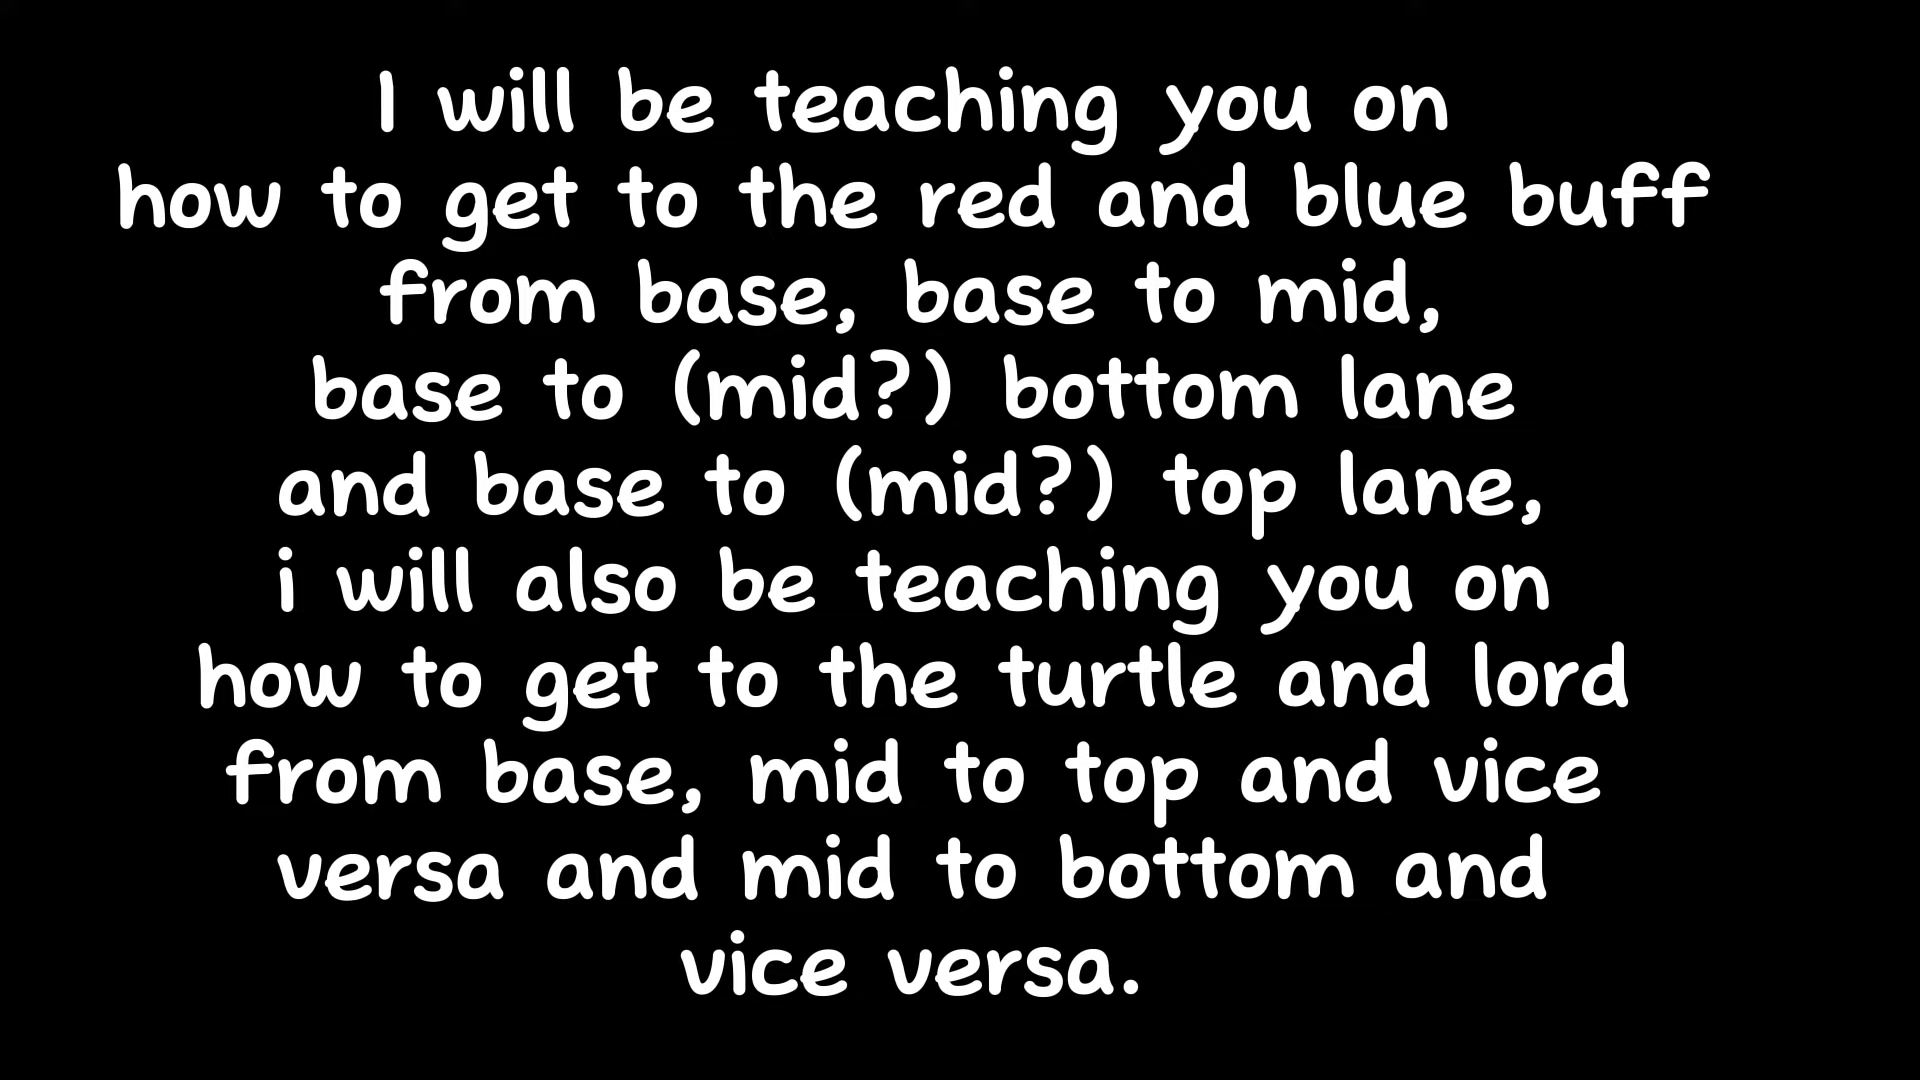 I will be teaching you on
how to get to the red and blue buff
from base, base to mid,
base to (mid?) bottom lane
and base to (mid?) top lane,
i will also be teaching you on
how to get to the turtle and lord
from base, mid to top and vice
versa and mid to bottom and
vice versa.